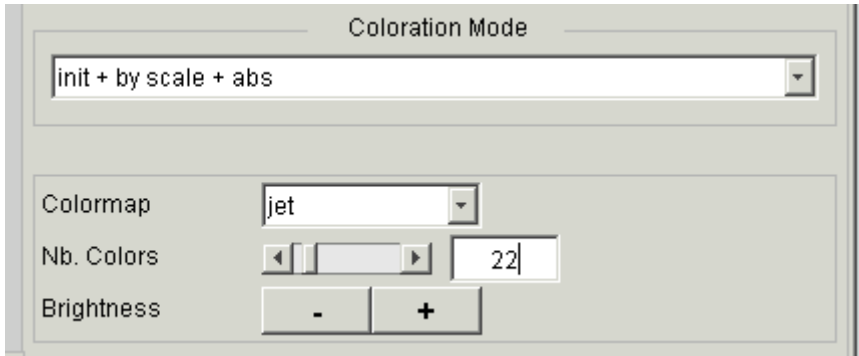 Coloration Mode
init + by scale + abs
Colormap jet
Nb. Colors 22
Brightness - +